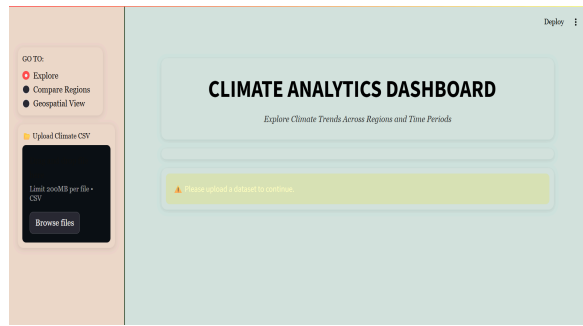 Deploy
GO TO:
Explore
Compare Regions
Geospatial View
Upload Climate CSV
Limit 200MB per file •
CSV
Browse files
CLIMATE ANALYTICS DASHBOARD
Explore Climate Trends Across Regions and Time Periods
Please upload a dataset to continue.